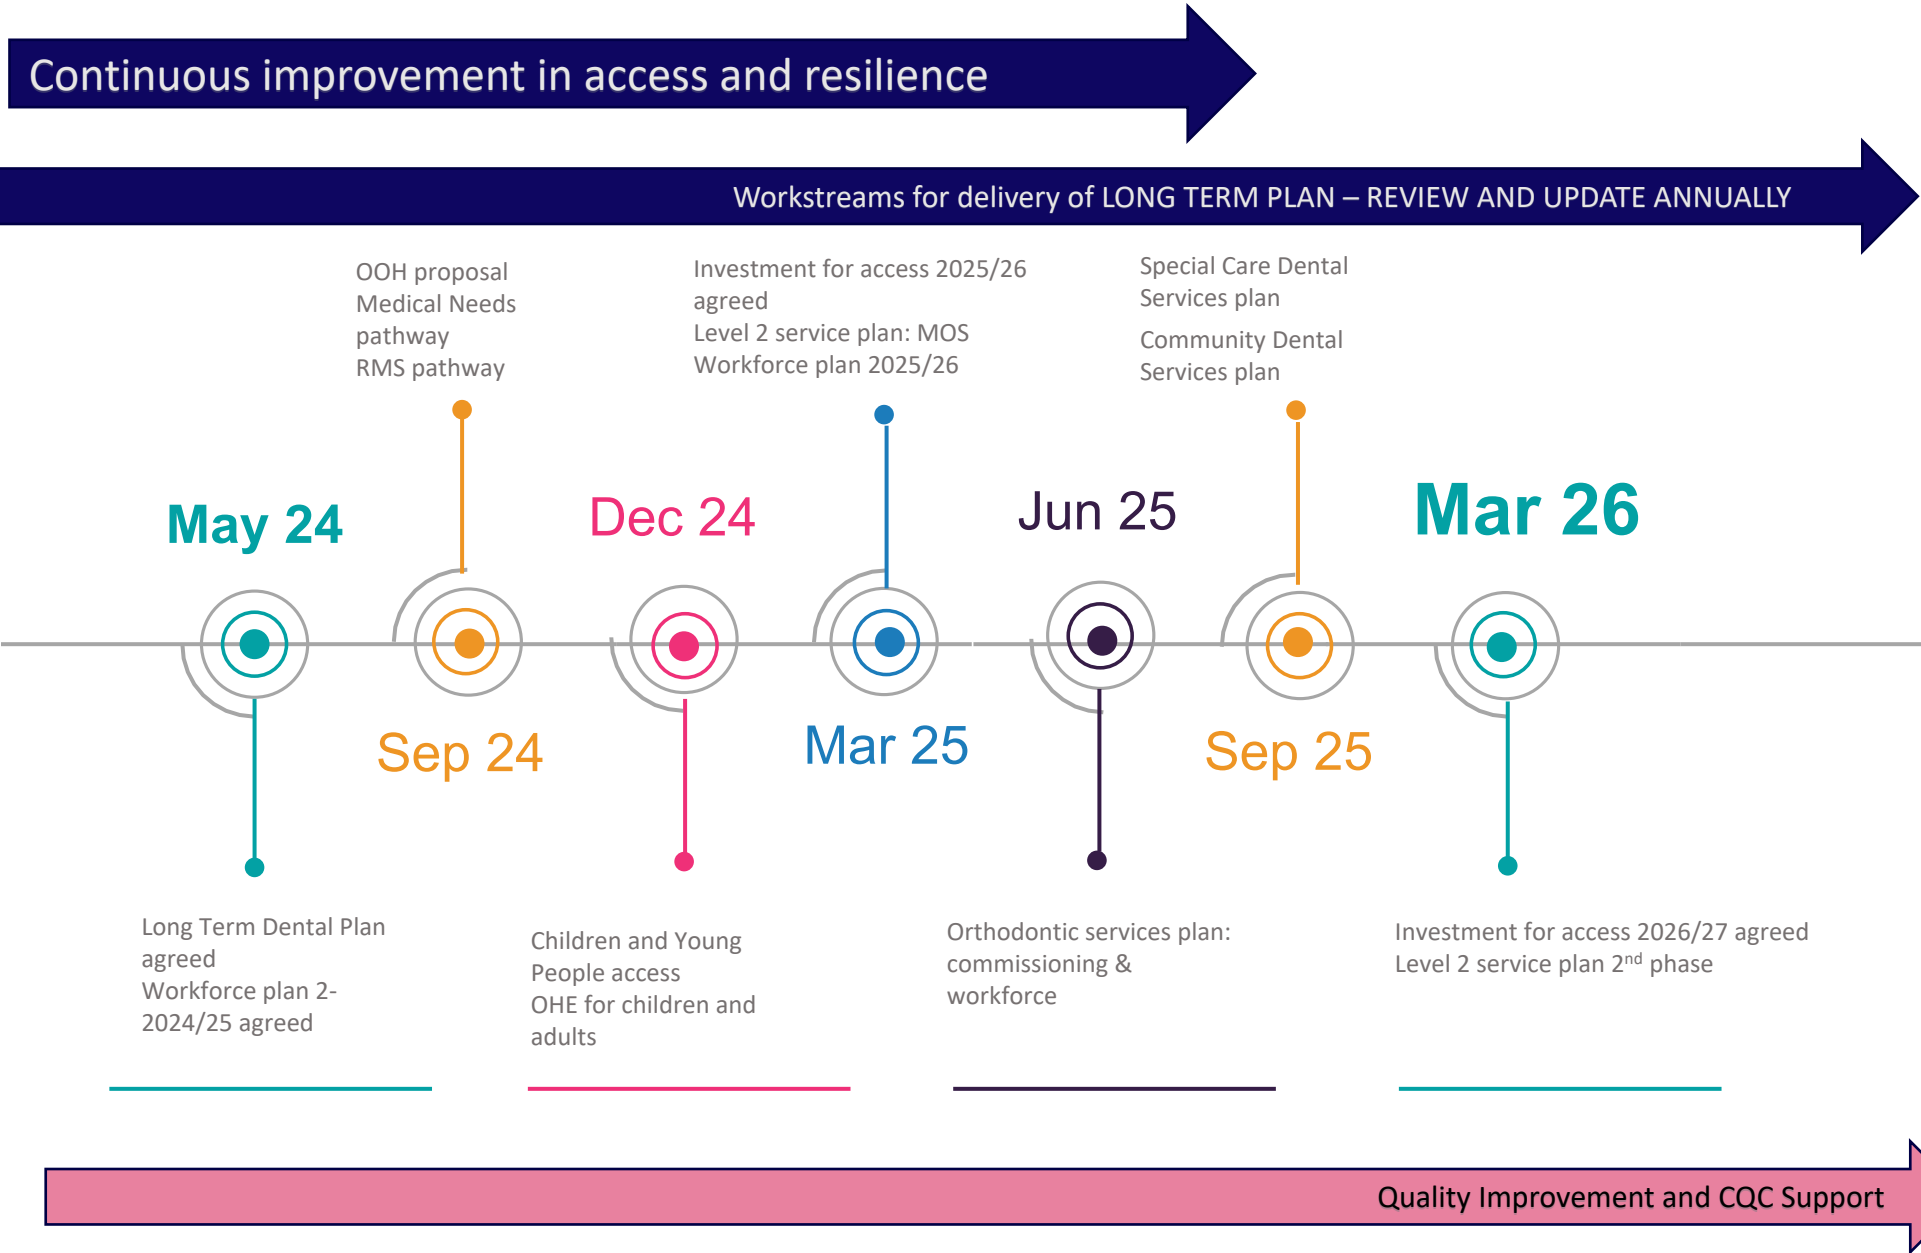 Continuous improvement in access and resilience
Workstreams for delivery of LONG TERM PLAN – REVIEW AND UPDATE ANNUALLY
OOH proposal
Medical Needs
pathway
RMS pathway
Investment for access 2025/26
agreed
Level 2 service plan: MOS
Workforce plan 2025/26
Special Care Dental
Services plan
Community Dental
Services plan
May 24
Dec 24
Jun 25
Mar 26
Sep 24
Mar 25
Sep 25
Long Term Dental Plan
agreed
Workforce plan 2-
2024/25 agreed
Children and Young
People access
OHE for children and
adults
Orthodontic services plan:
commissioning &
workforce
Investment for access 2026/27 agreed
Level 2 service plan 2nd phase
Quality Improvement and CQC Support